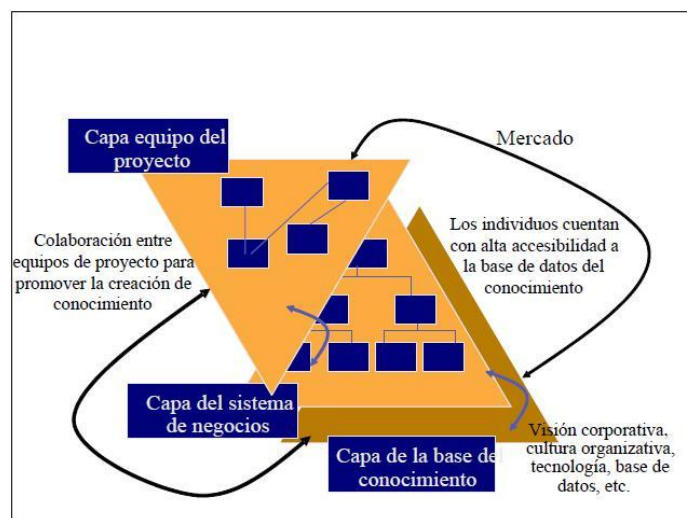 Capa equipo del
proyecto
Mercado
Colaboración entre
equipos de proyecto para
promover la creación de
conocimiento
Los individuos cuentan
con alta accesibilidad a
la base de datos del
conocimiento
Capa del sistema
de negocios
Capa de la base del
conocimiento
Visión corporativa,
cultura organizativa,
tecnología, base de
datos, etc.